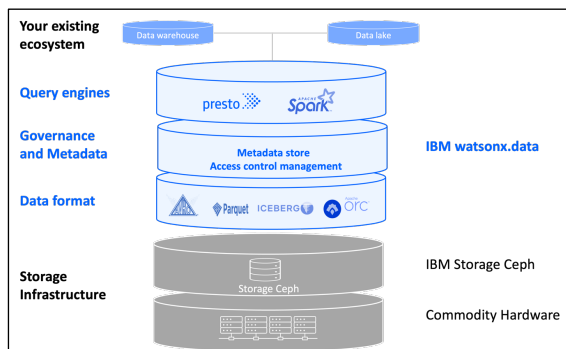 Your existing
ecosystem
Data warehouse
Data lake
Query engines
presto
APACHE
Spark
Governance
and Metadata
Metadata store
Access control management
IBM watsonx.data
Data format
Parquet
ICEBERG
orc
Storage
Infrastructure
Storage Ceph
IBM Storage Ceph
Commodity Hardware